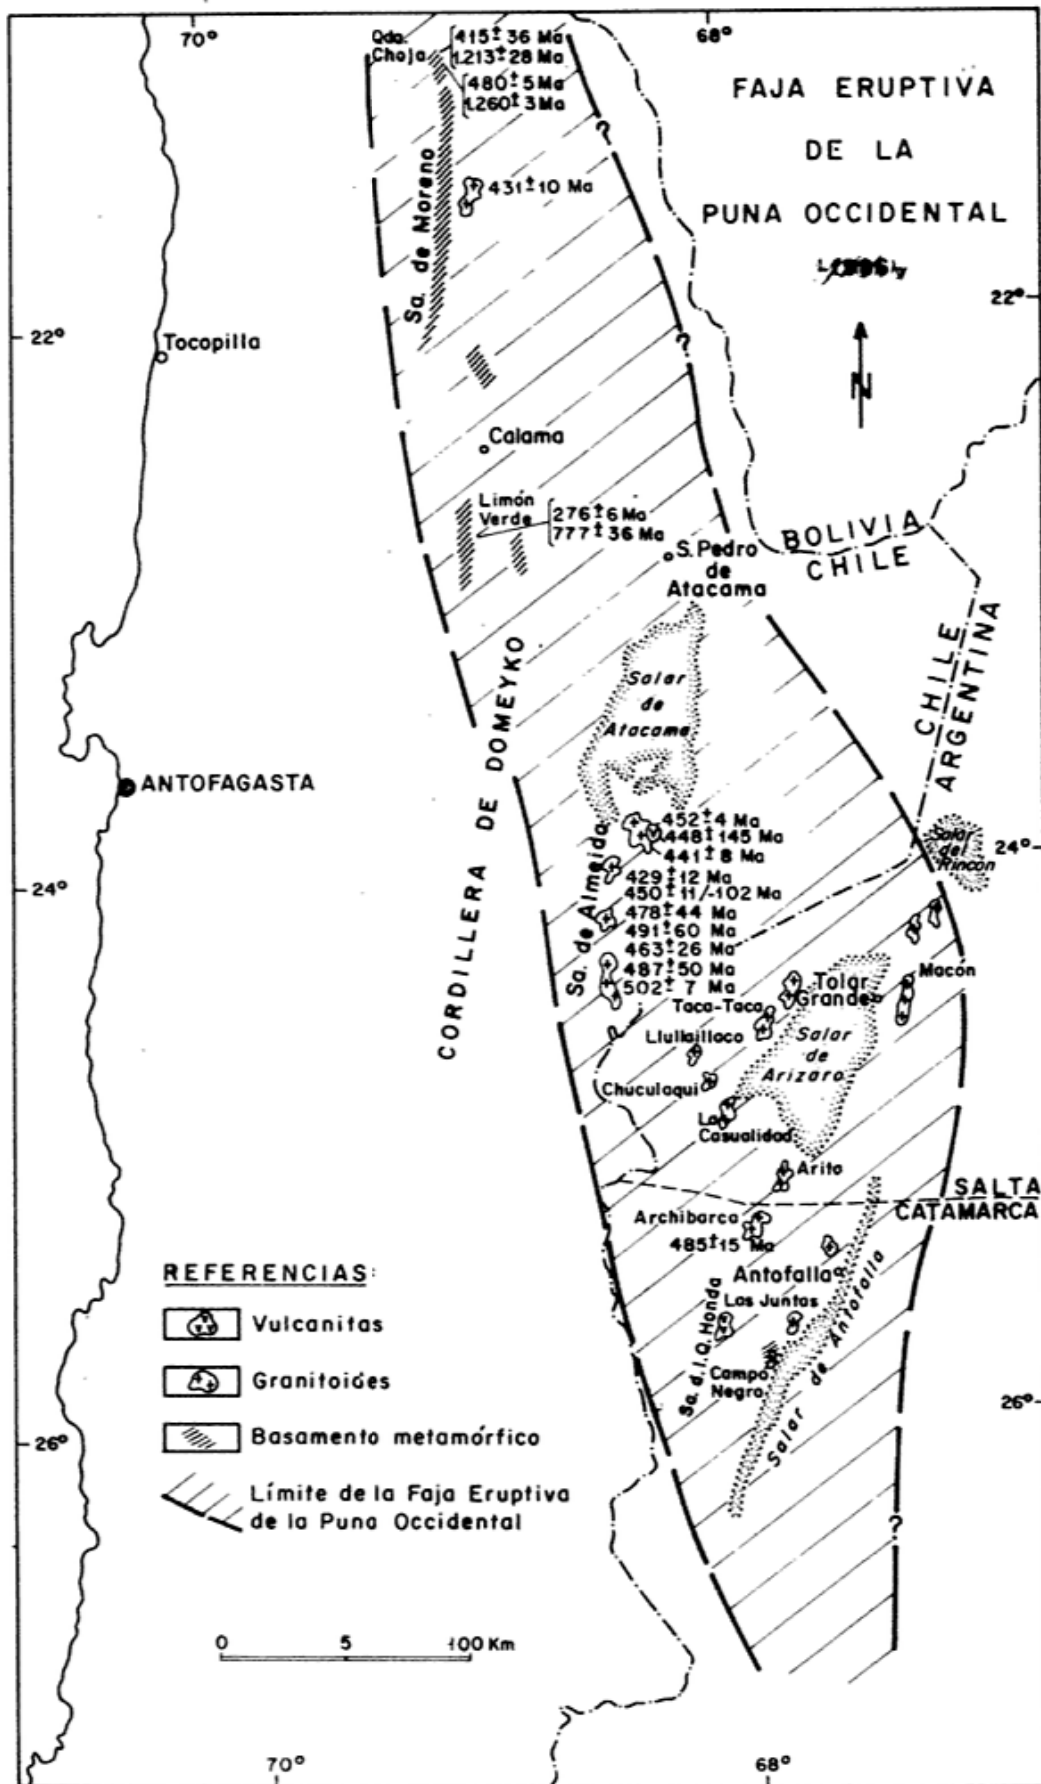 70°
68°
Qda.
Choja
415±36 Ma
1.213±28 Ma
480±5 Ma
1.260±3 Ma
FAJA ERUPTIVA
DE LA
PUNA OCCIDENTAL
431±10 Ma
Sa. de Moreno
22°
N
22°
Tocopilla
Calama
Limón
Verde
276±6 Ma
777±36 Ma
BOLIVIA
CHILE
S. Pedro
de
Atacama
CHILE
ARGENTINA
Salar
de
Atacama
CORDILLERA DE DOMEYKO
ANTOFAGASTA
452±4 Ma
448±145 Ma
441±8 Ma
429±12 Ma
450±11/-102 Ma
478±44 Ma
491±60 Ma
463±26 Ma
487±50 Ma
502±7 Ma
Sa. de Almeida
Salar
del
Rincón
24°
24°
Macón
Tolar
Grande
Taca-Taca
Llullaillaco
Salar
de
Arizaro
Chuculaqui
La
Casualidad
Arita
SALTA
CATAMARCA
Archibarca
485±15 Ma
Antofalla
Las Juntas
Sa. d. l. Q. Honda
Campo
Negro
Salar de Antofalla
REFERENCIAS:
Vulcanitas
Granitoides
Basamento metamórfico
Límite de la Faja Eruptiva
de la Puna Occidental
26°
26°
?
?
?
0 5 100 Km
70°
68°